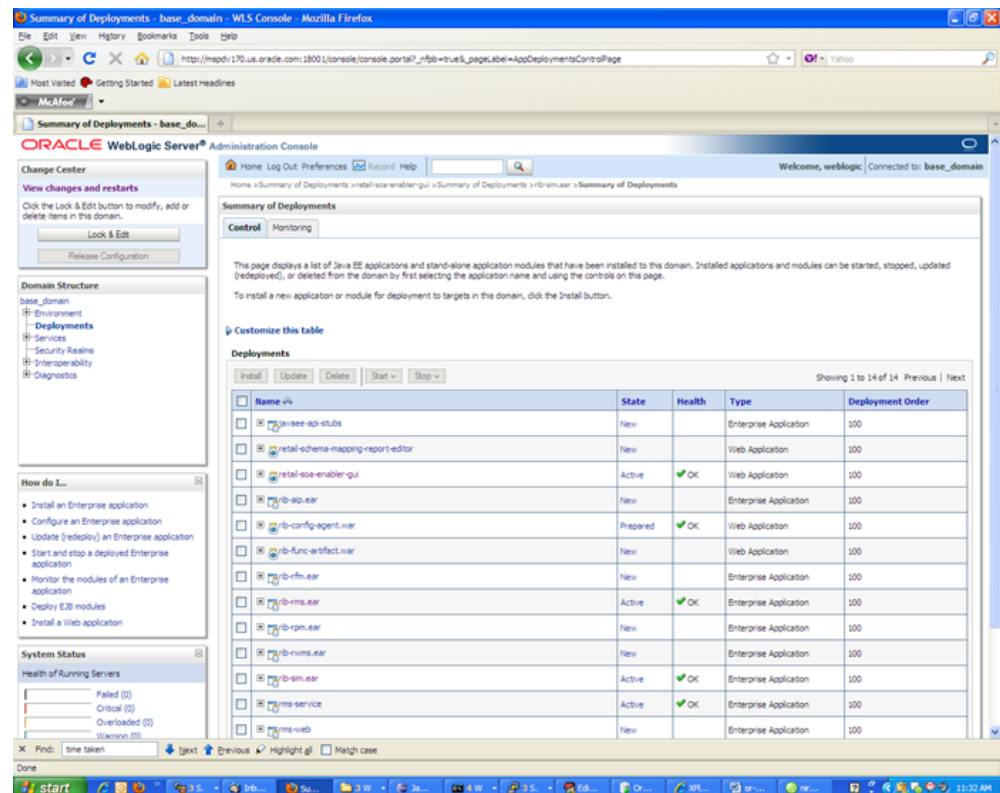 Summary of Deployments - base_domain - WLS Console - Mozilla Firefox
File Edit View History Bookmarks Tools Help
http://mspdv170.us.oracle.com:18001/console/console.portal?_nfpb=true&_pageLabel=AppDeploymentsControlPage
Yahoo
Most Visited Getting Started Latest Headlines
McAfee
Summary of Deployments - base_do...
ORACLE WebLogic Server® Administration Console
Change Center
View changes and restarts
Click the Lock & Edit button to modify, add or
delete items in this domain.
Lock & Edit
Release Configuration
Domain Structure
base_domain
Environment
Deployments
Services
Security Realms
Interoperability
Diagnostics
How do I...
Install an Enterprise application
Configure an Enterprise application
Update (redeploy) an Enterprise application
Start and stop a deployed Enterprise
application
Monitor the modules of an Enterprise
application
Deploy EJB modules
Install a Web application
System Status
Health of Running Servers
Failed (0)
Critical (0)
Overloaded (0)
Warning (0)
Home Log Out Preferences Record Help
Welcome, weblogic Connected to: base_domain
Home >Summary of Deployments >retail-soa-enabler-gui >Summary of Deployments >rib-sim.ear >Summary of Deployments
Summary of Deployments
Control Monitoring
This page displays a list of Java EE applications and stand-alone application modules that have been installed to this domain. Installed applications and modules can be started, stopped, updated
(redeployed), or deleted from the domain by first selecting the application name and using the controls on this page.
To install a new application or module for deployment to targets in this domain, click the Install button.
Customize this table
Deployments
Install Update Delete Start Stop Showing 1 to 14 of 14 Previous | Next
Name State Health Type Deployment Order
javaee-api-stubs New Enterprise Application 100
retail-schema-mapping-report-editor New Web Application 100
retail-soa-enabler-gui Active OK Web Application 100
rib-aip.ear New Enterprise Application 100
rib-config-agent.war Prepared OK Web Application 100
rib-func-artifact.war New Web Application 100
rib-rfm.ear New Enterprise Application 100
rib-rms.ear Active OK Enterprise Application 100
rib-rpm.ear New Enterprise Application 100
rib-rwms.ear New Enterprise Application 100
rib-sim.ear Active OK Enterprise Application 100
rms-service Active OK Enterprise Application 100
rms-web New Enterprise Application 100
Find: time taken Next Previous Highlight all Match case
Done
start 3 S. Inb... Su... 3 W Ja... 4 W 3 S. Edi... Or... XPL... or-... nr... 11:32 AM